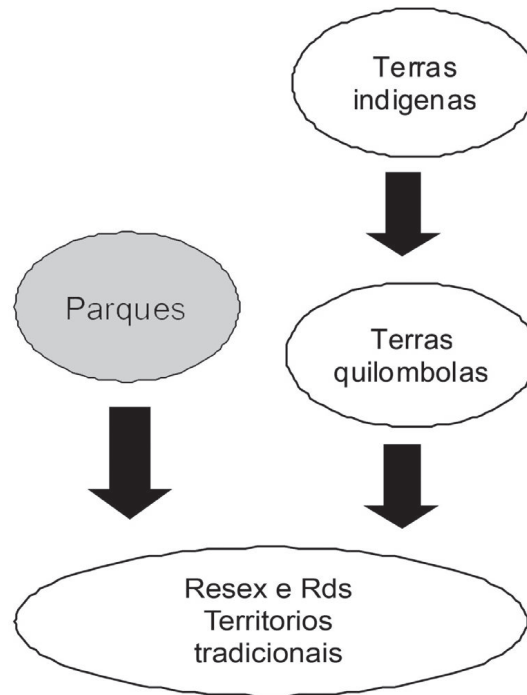 Terras
indigenas
Parques
Terras
quilombolas
Resex e Rds
Territorios
tradicionais